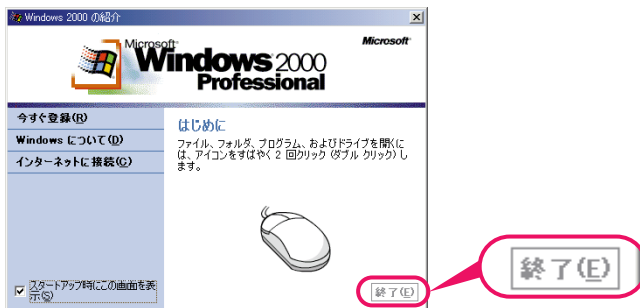 Windows 2000 の紹介
Microsoft
Windows 2000
Professional
Microsoft
今すぐ登録(R)
Windows について(D)
インターネットに接続(C)
はじめに
ファイル、フォルダ、プログラム、およびドライブを開くに
は、アイコンをすばやく 2 回クリック (ダブル クリック) し
ます。
スタートアップ時にこの画面を表
示(S)
終了(E)
終了(E)